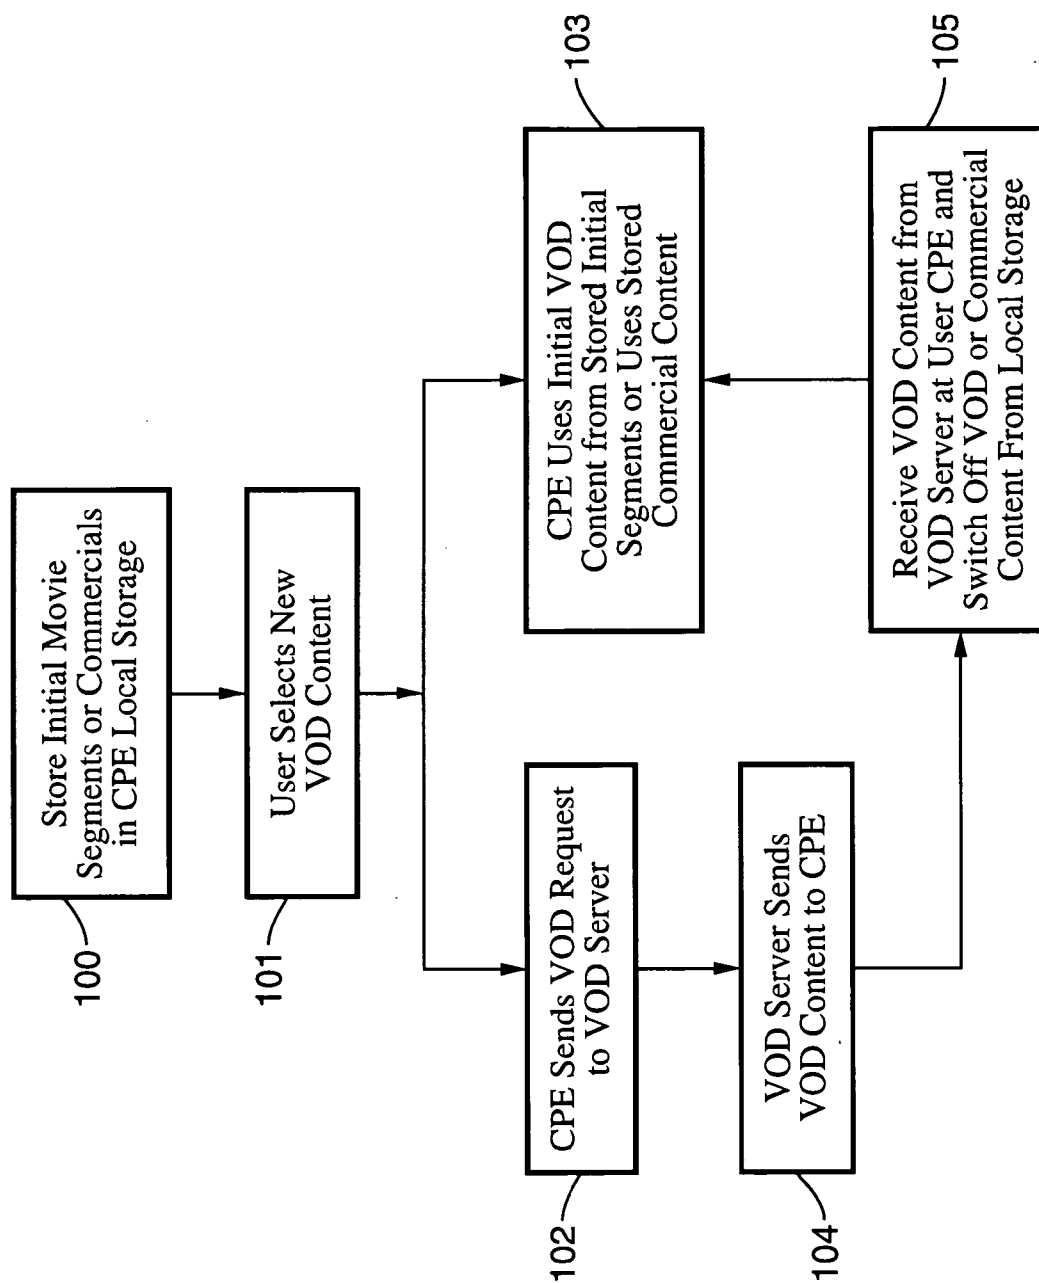 Store Initial Movie
Segments or Commercials
in CPE Local Storage
100
User Selects New
VOD Content
101
CPE Sends VOD Request
to VOD Server
102
CPE Uses Initial VOD
Content from Stored Initial
Segments or Uses Stored
Commercial Content
103
VOD Server Sends
VOD Content to CPE
104
Receive VOD Content from
VOD Server at User CPE and
Switch Off VOD or Commercial
Content From Local Storage
105